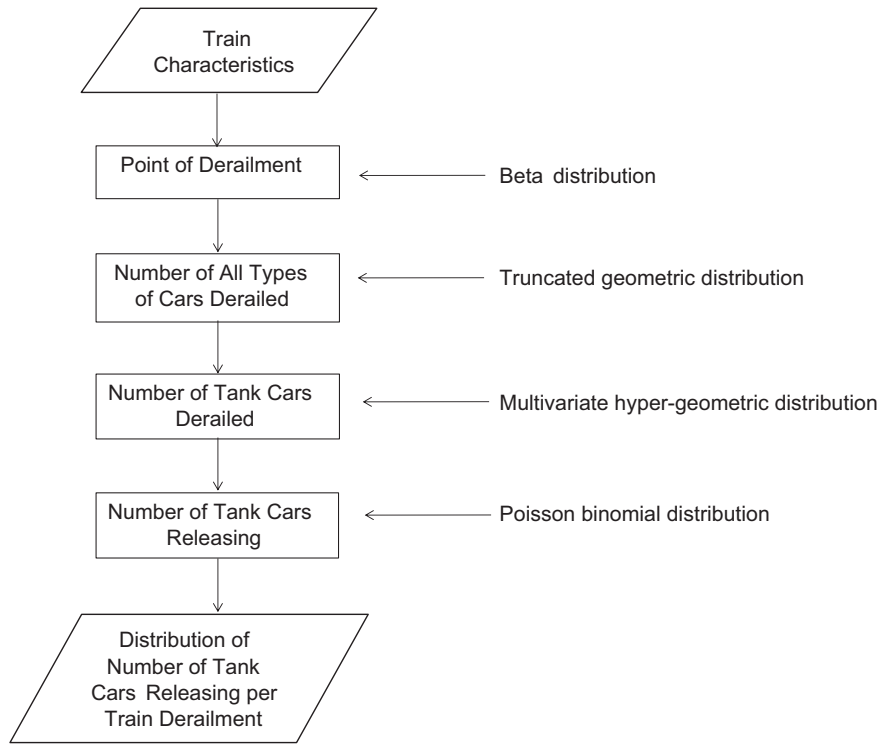 Train
Characteristics
Point of Derailment
Beta distribution
Number of All Types
of Cars Derailed
Truncated geometric distribution
Number of Tank Cars
Derailed
Multivariate hyper-geometric distribution
Number of Tank Cars
Releasing
Poisson binomial distribution
Distribution of
Number of Tank
Cars Releasing per
Train Derailment